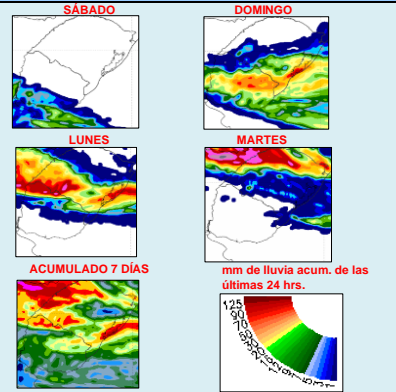 SÁBADO
DOMINGO
LUNES
MARTES
ACUMULADO 7 DÍAS
mm de lluvia acum. de las
últimas 24 hrs.
125